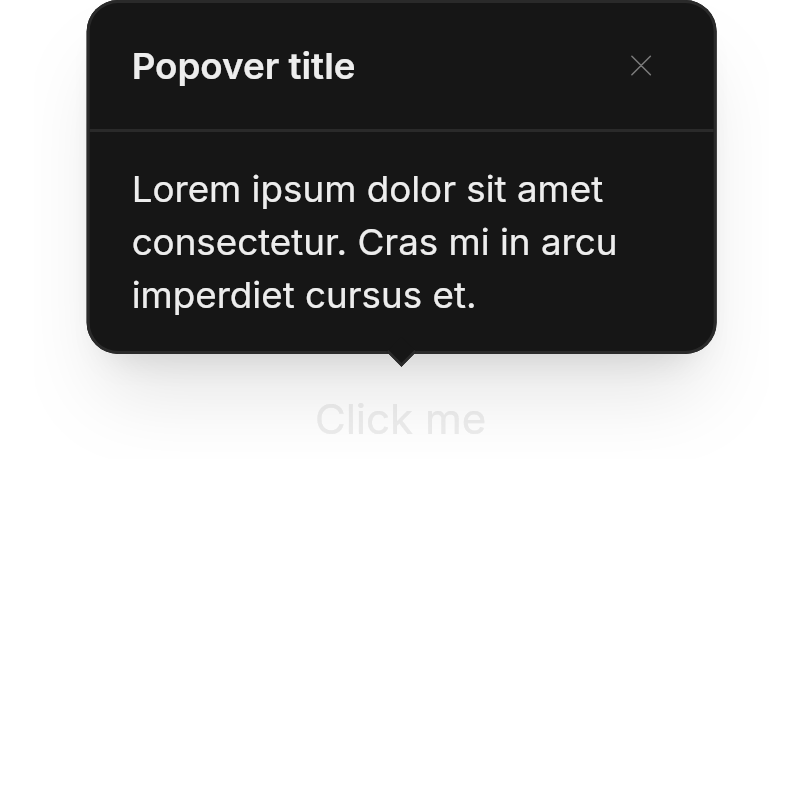 Popover title
Lorem ipsum dolor sit amet
consectetur. Cras mi in arcu
imperdiet cursus et.
Click me